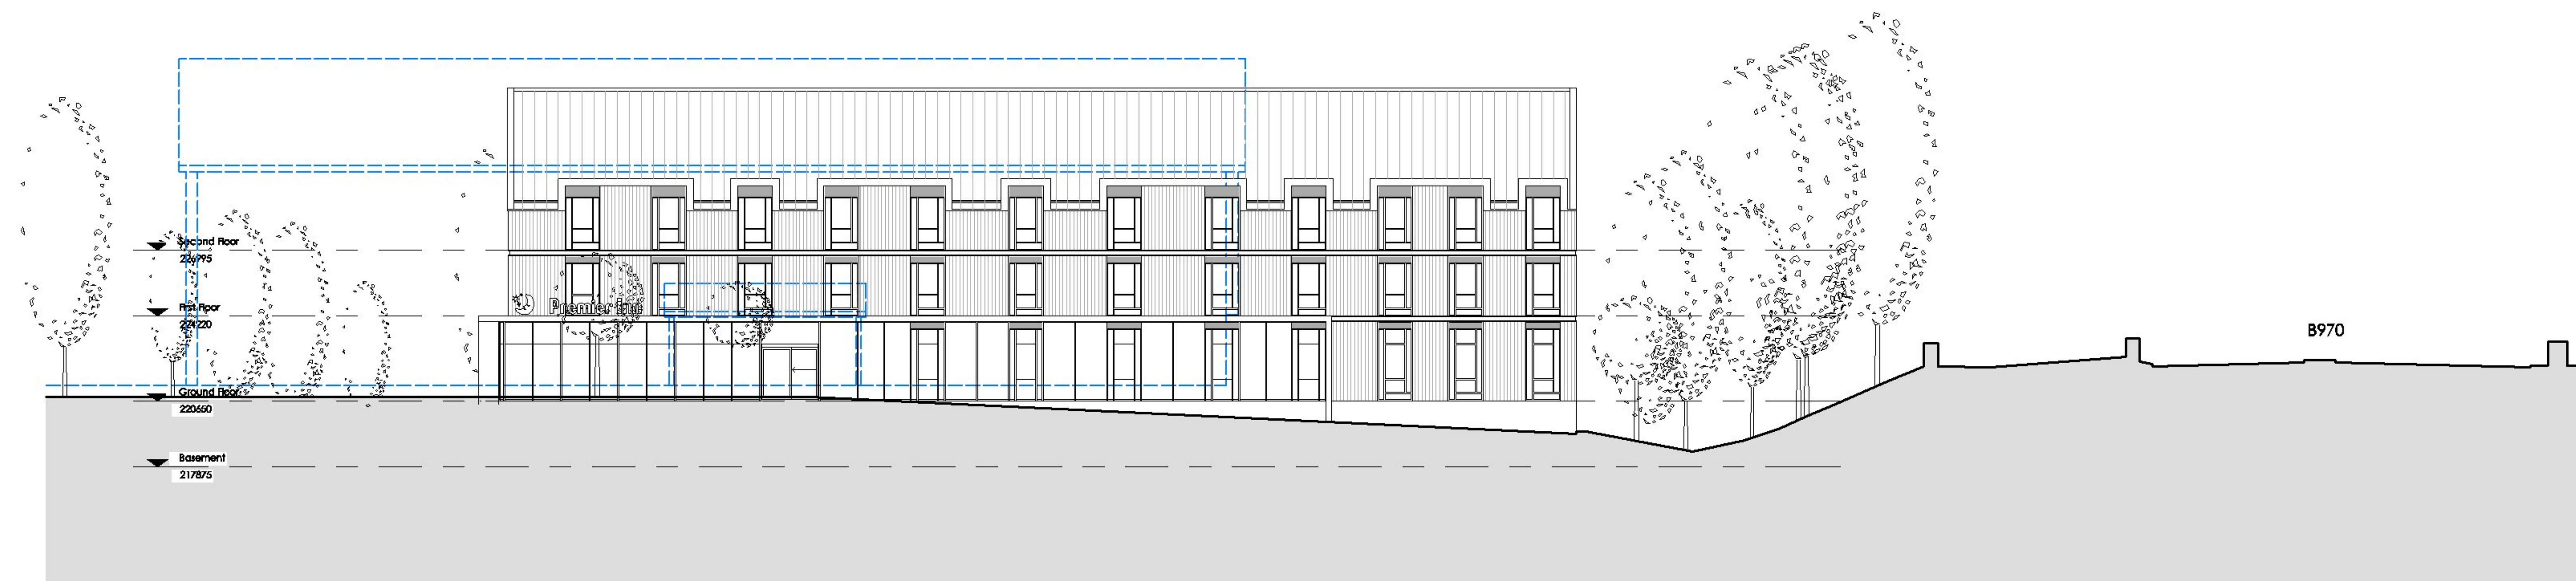 Second Floor
226995
First Floor
224220
Premier Inn
Ground Floor
220650
Basement
217875
B970